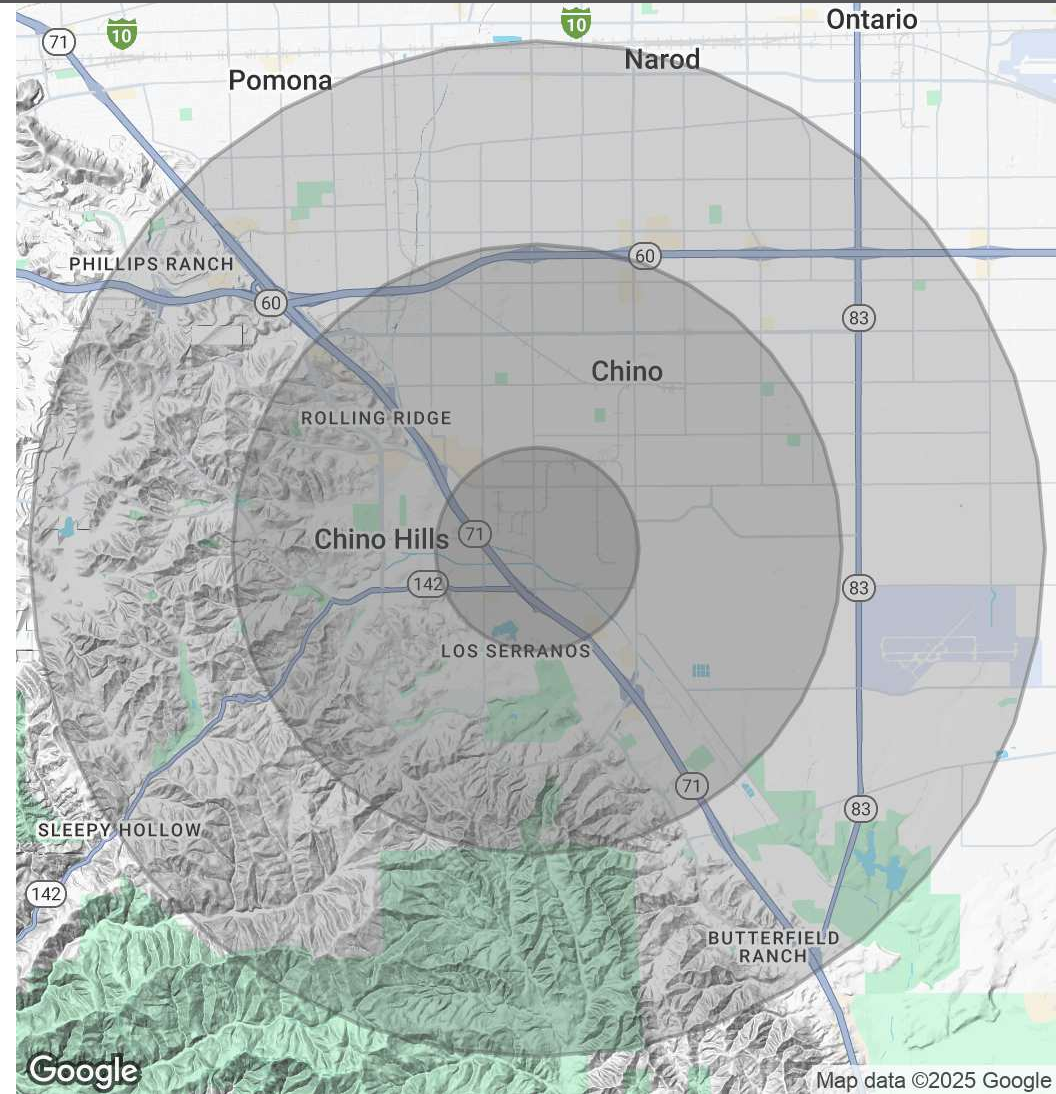 Ontario
10
10
71
Narod
Pomona
60
PHILLIPS RANCH
60
83
Chino
ROLLING RIDGE
Chino Hills
71
142
83
LOS SERRANOS
71
83
SLEEPY HOLLOW
142
BUTTERFIELD
RANCH
Google
Map data ©2025 Google